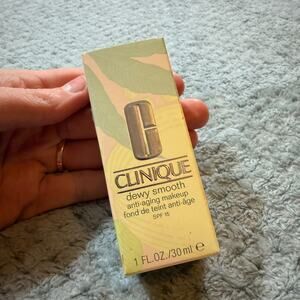 CLINIQUE
dewy smooth
anti-aging makeup
fond de teint anti-âge
SPF 15
1 FL.OZ./30 ml e